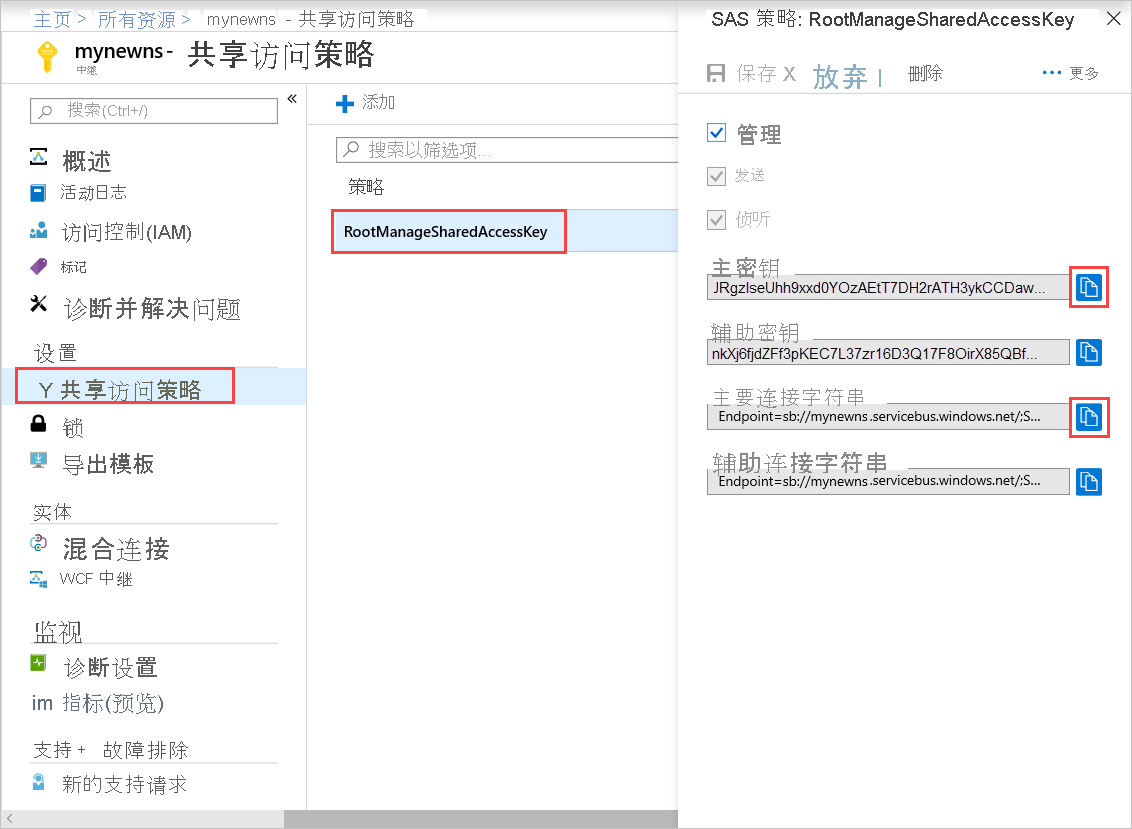 主页 > 所有资源 > mynewns - 共享访问策略
mynewns - 共享访问策略
中继
搜索(Ctrl+/)
«
概述
活动日志
访问控制(IAM)
标记
诊断并解决问题
设置
Y 共享访问策略
锁
导出模板
实体
混合连接
WCF 中继
监视
诊断设置
im 指标(预览)
支持 + 故障排除
新的支持请求
添加
搜索以筛选项...
策略
RootManageSharedAccessKey
SAS 策略: RootManageSharedAccessKey
保存 X 放弃 | 删除 ··· 更多
管理
发送
侦听
主密钥
JRgzlseUhh9xxd0YOzAEtT7DH2rATH3ykCCDaw...
辅助密钥
nkXj6fjdZFf3pKEC7L37zr16D3Q17F8OirX85QBf...
主要连接字符串
Endpoint=sb://mynewns.servicebus.windows.net/;S...
辅助连接字符串
Endpoint=sb://mynewns.servicebus.windows.net/;S...